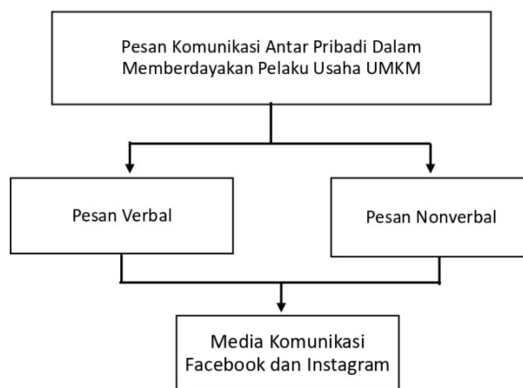 Pesan Komunikasi Antar Pribadi Dalam
Memberdayakan Pelaku Usaha UMKM
Pesan Verbal
Pesan Nonverbal
Media Komunikasi
Facebook dan Instagram